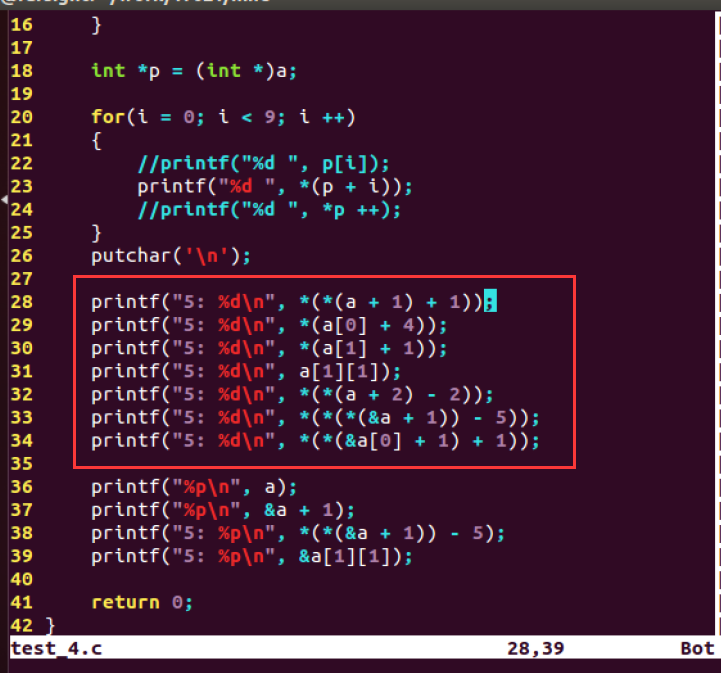 16 }
17
18 int *p = (int *)a;
19
20 for(i = 0; i < 9; i ++)
21 {
22 //printf("%d ", p[i]);
23 printf("%d ", *(p + i));
24 //printf("%d ", *p ++);
25 }
26 putchar('\n');
27
28 printf("5: %d\n", *(*(a + 1) + 1));
29 printf("5: %d\n", *(a[0] + 4));
30 printf("5: %d\n", *(a[1] + 1));
31 printf("5: %d\n", a[1][1]);
32 printf("5: %d\n", *(*(a + 2) - 2));
33 printf("5: %d\n", *(*(*(&a + 1)) - 5));
34 printf("5: %d\n", *(*(&a[0] + 1) + 1));
35
36 printf("%p\n", a);
37 printf("%p\n", &a + 1);
38 printf("5: %p\n", *(*(&a + 1)) - 5);
39 printf("5: %p\n", &a[1][1]);
40
41 return 0;
42 }
test_4.c 28,39 Bot